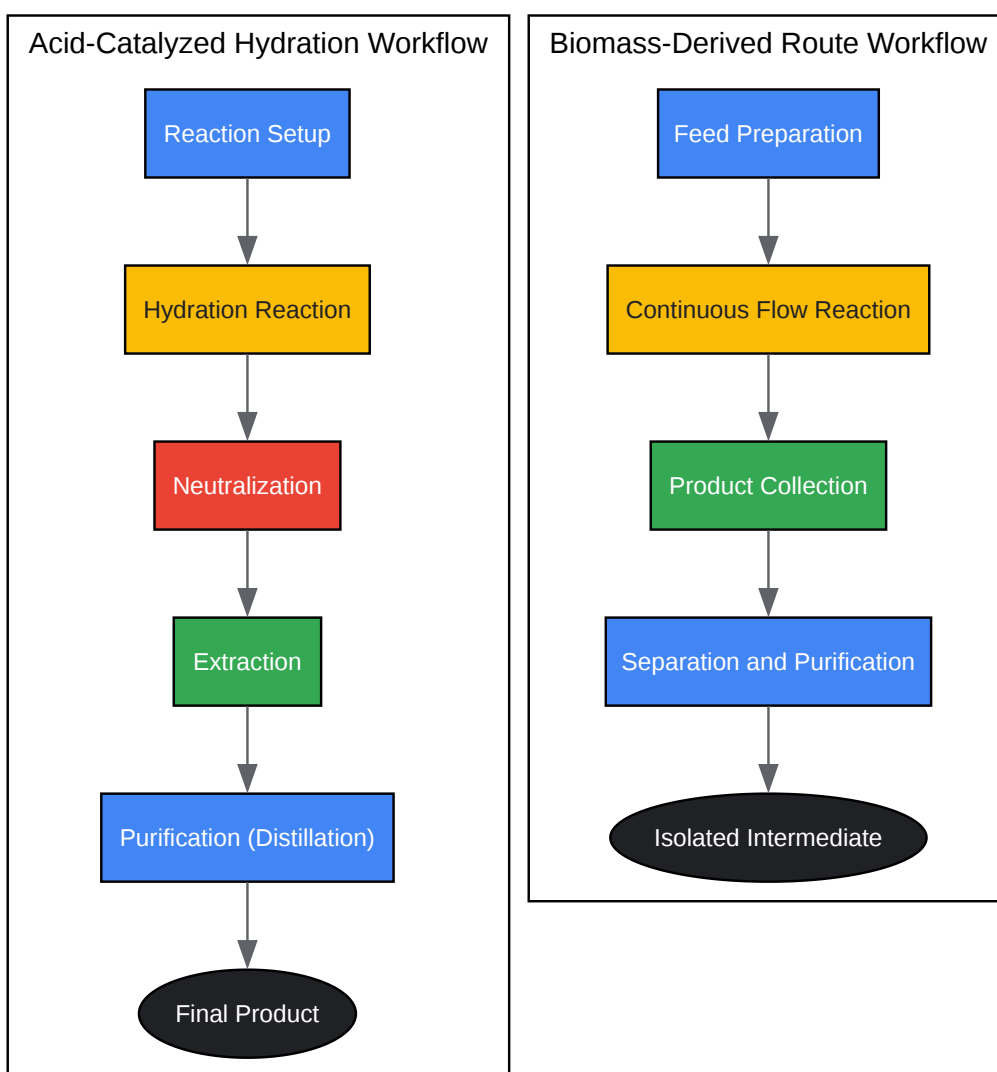 Acid-Catalyzed Hydration Workflow
Reaction Setup
Hydration Reaction
Neutralization
Extraction
Purification (Distillation)
Final Product
Biomass-Derived Route Workflow
Feed Preparation
Continuous Flow Reaction
Product Collection
Separation and Purification
Isolated Intermediate